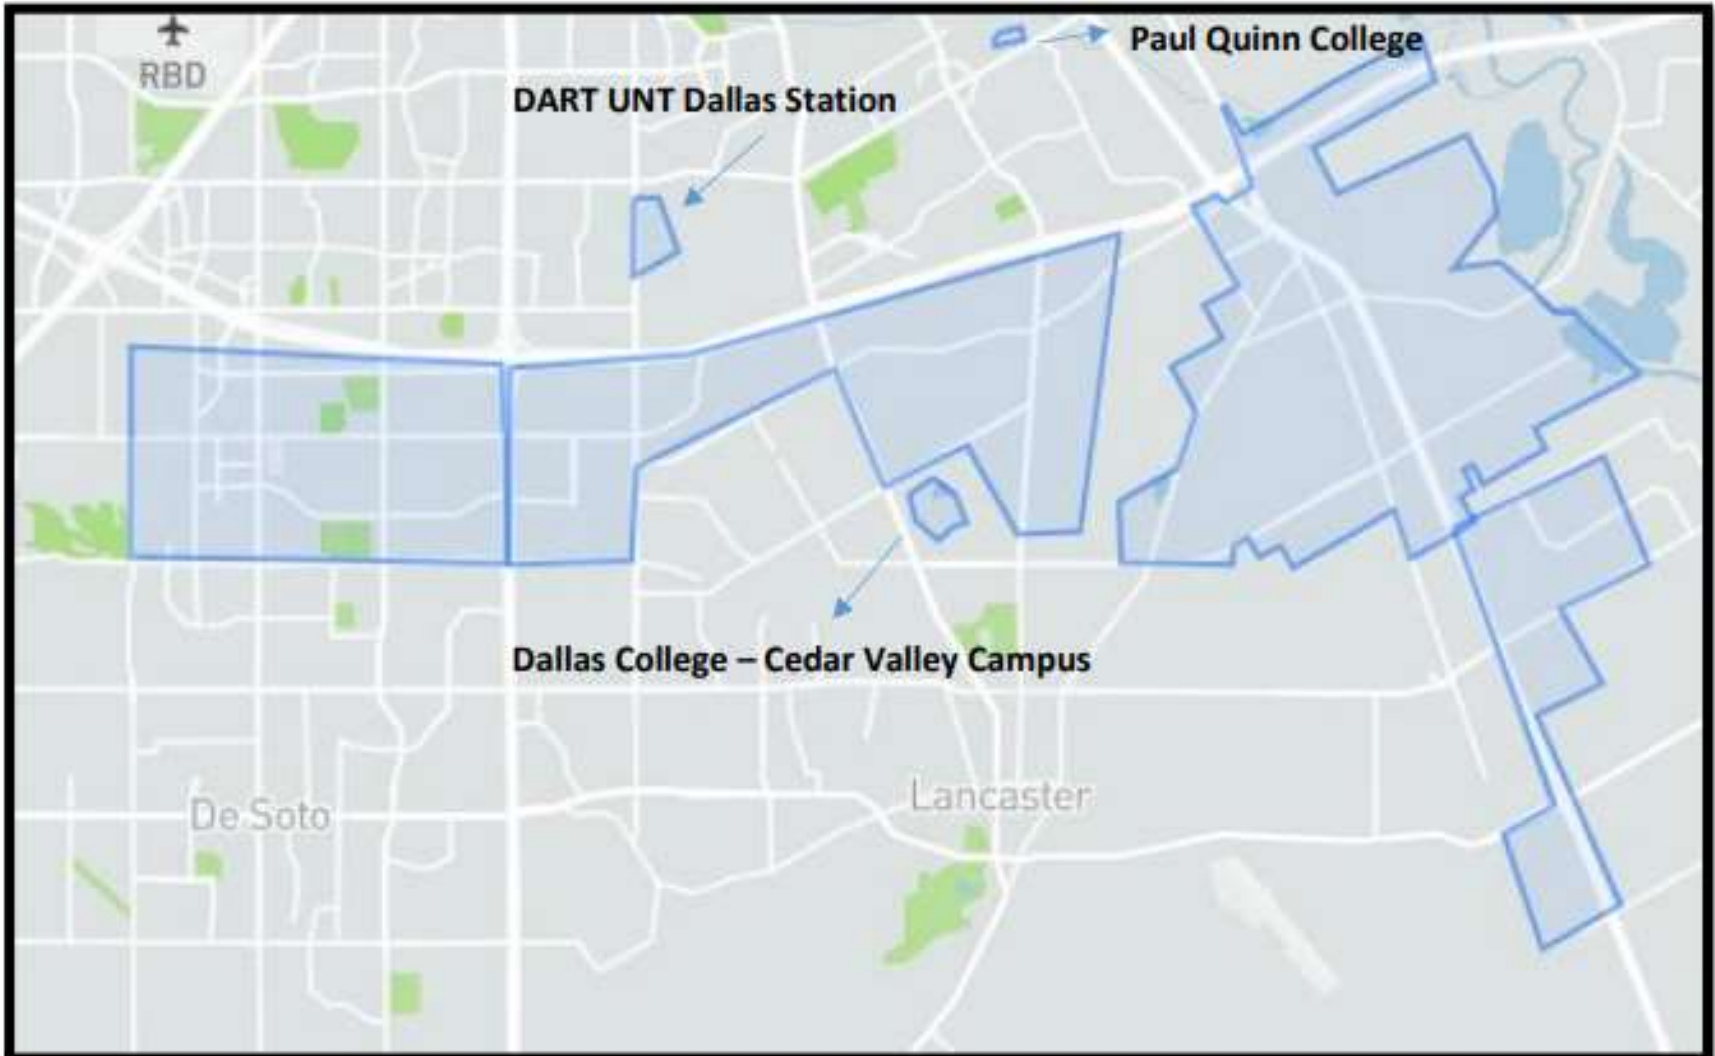 Paul Quinn College
RBD
DART UNT Dallas Station
Dallas College – Cedar Valley Campus
De Soto
Lancaster